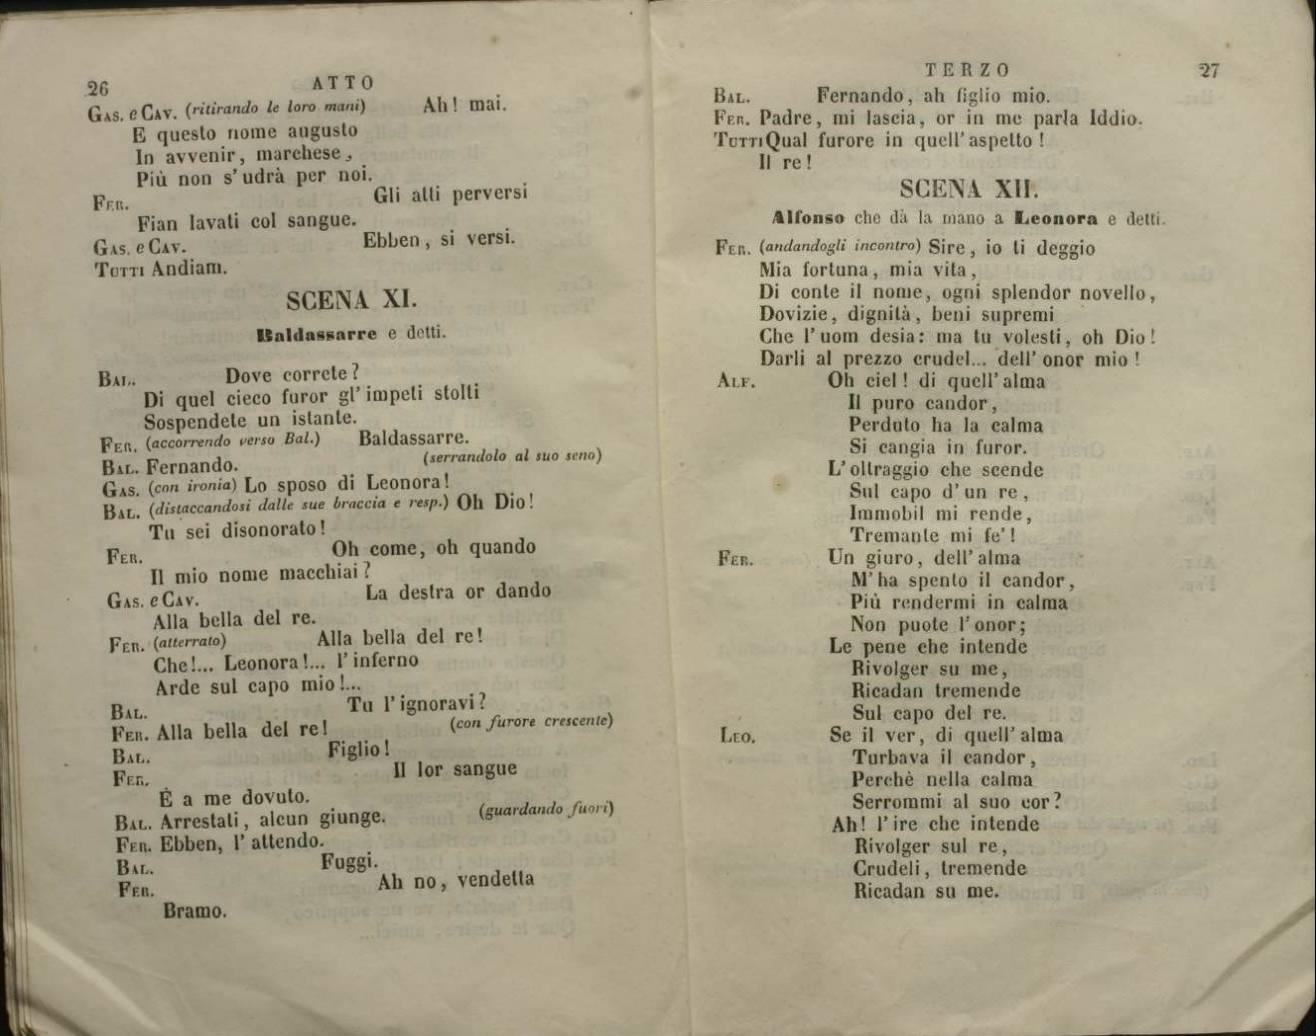 26 ATTO
GAS. e CAV. (ritirando le loro mani) Ah! mai.
E questo nome augusto
In avvenir, marchese,
Più non s'udrà per noi.
FER. Gli atti perversi
Fian lavati col sangue.
GAS. e CAV. Ebben, si versi.
TUTTI Andiam.
SCENA XI.
Baldassarre e detti.
BAL. Dove correte?
Di quel cieco furor gl'impeti stolti
Sospendete un istante.
FER. (accorrendo verso Bal.) Baldassarre.
BAL. Fernando. (serrandolo al suo seno)
GAS. (con ironia) Lo sposo di Leonora!
BAL. (distaccandosi dalle sue braccia e resp.) Oh Dio!
Tu sei disonorato!
FER. Oh come, oh quando
Il mio nome macchiai?
GAS. e CAV. La destra or dando
Alla bella del re.
FER. (atterrato) Alla bella del re!
Che!... Leonora!... l'inferno
Arde sul capo mio!...
BAL. Tu l'ignoravi?
FER. Alla bella del re! (con furore crescente)
BAL. Figlio!
FER. Il lor sangue
È a me dovuto.
BAL. Arrestati, alcun giunge. (guardando fuori)
FER. Ebben, l'attendo.
BAL. Fuggi.
FER. Ah no, vendetta
Bramo.
TERZO 27
BAL. Fernando, ah figlio mio.
FER. Padre, mi lascia, or in me parla Iddio.
TUTTI Qual furore in quell'aspetto!
Il re!
SCENA XII.
Alfonso che dà la mano a Leonora e detti.
FER. (andandogli incontro) Sire, io ti deggio
Mia fortuna, mia vita,
Di conte il nome, ogni splendor novello,
Dovizie, dignità, beni supremi
Che l'uom desia: ma tu volesti, oh Dio!
Darli al prezzo crudel... dell'onor mio!
ALF. Oh ciel! di quell'alma
Il puro candor,
Perduto ha la calma
Si cangia in furor.
L'oltraggio che scende
Sul capo d'un re,
Immobil mi rende,
Tremante mi fe'!
FER. Un giuro, dell'alma
M'ha spento il candor,
Più rendermi in calma
Non puote l'onor;
Le pene che intende
Rivolger su me,
Ricadan tremende
Sul capo del re.
LEO. Se il ver, di quell'alma
Turbava il candor,
Perchè nella calma
Serrommi al suo cor?
Ah! l'ire che intende
Rivolger sul re,
Crudeli, tremende
Ricadan su me.